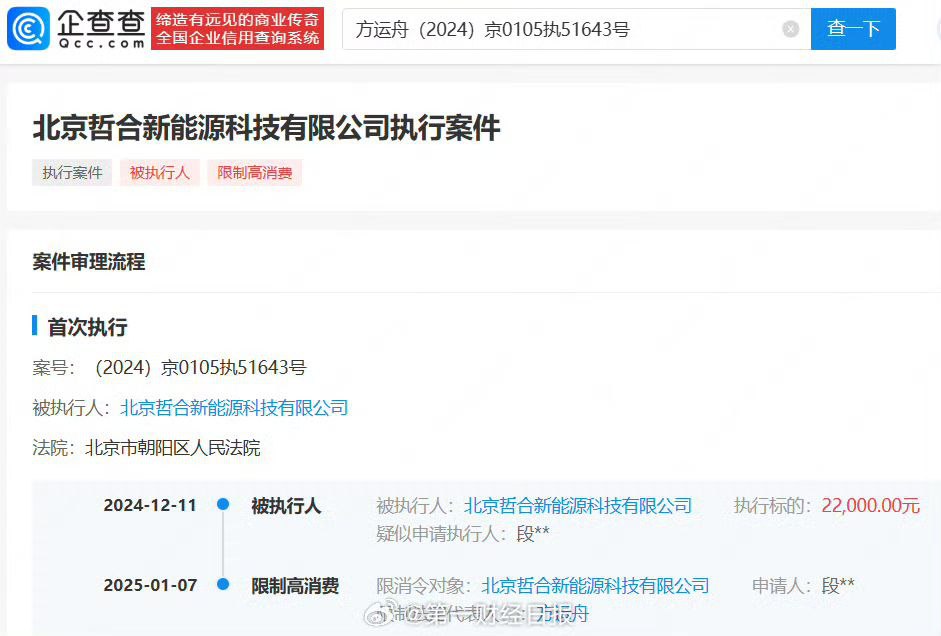 企查查
Qcc.com
缔造有远见的商业传奇
全国企业信用查询系统
方运舟（2024）京0105执51643号
查一下
北京哲合新能源科技有限公司执行案件
执行案件 被执行人 限制高消费
案件审理流程
首次执行
案号：（2024）京0105执51643号
被执行人：北京哲合新能源科技有限公司
法院：北京市朝阳区人民法院
2024-12-11 被执行人 被执行人：北京哲合新能源科技有限公司 执行标的：22,000.00元
疑似申请执行人：段**
2025-01-07 限制高消费 限消令对象：北京哲合新能源科技有限公司 申请人：段**
方运舟
@第一财经日报